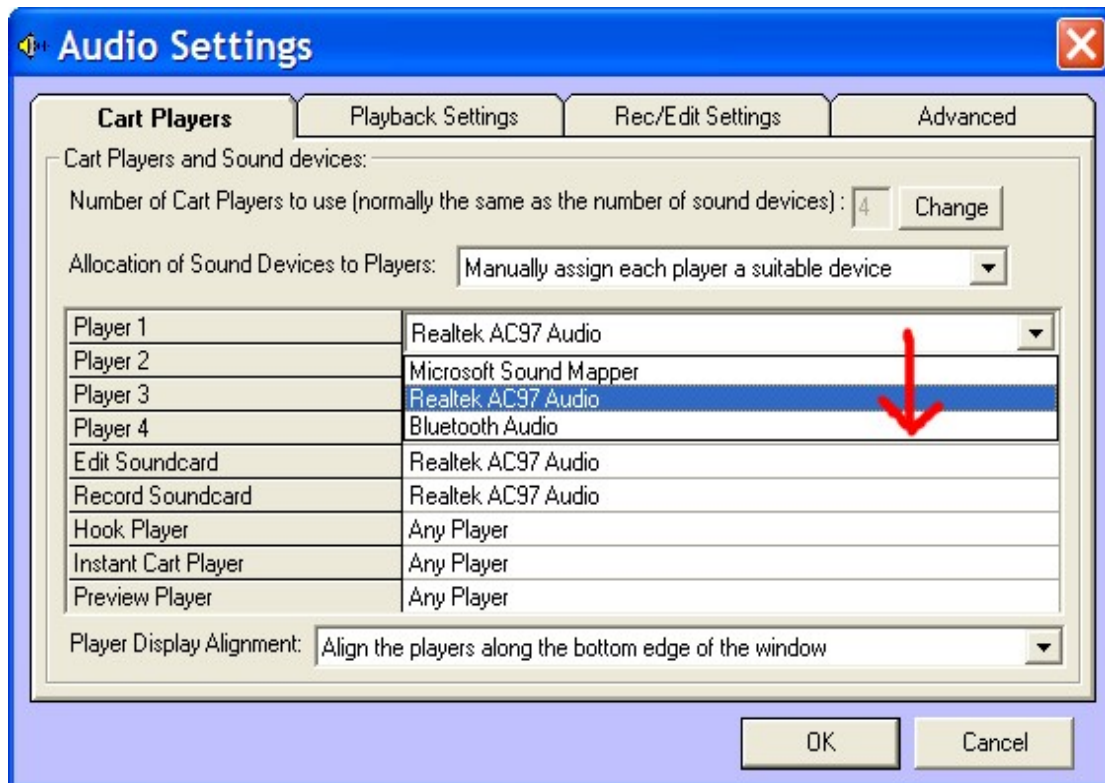 Audio Settings
Cart Players
Playback Settings
Rec/Edit Settings
Advanced
Cart Players and Sound devices:
Number of Cart Players to use (normally the same as the number of sound devices) : 4 Change
Allocation of Sound Devices to Players: Manually assign each player a suitable device
Player 1 Realtek AC97 Audio
Player 2 Microsoft Sound Mapper
Player 3 Realtek AC97 Audio
Player 4 Bluetooth Audio
Edit Soundcard Realtek AC97 Audio
Record Soundcard Realtek AC97 Audio
Hook Player Any Player
Instant Cart Player Any Player
Preview Player Any Player
Player Display Alignment: Align the players along the bottom edge of the window
OK Cancel